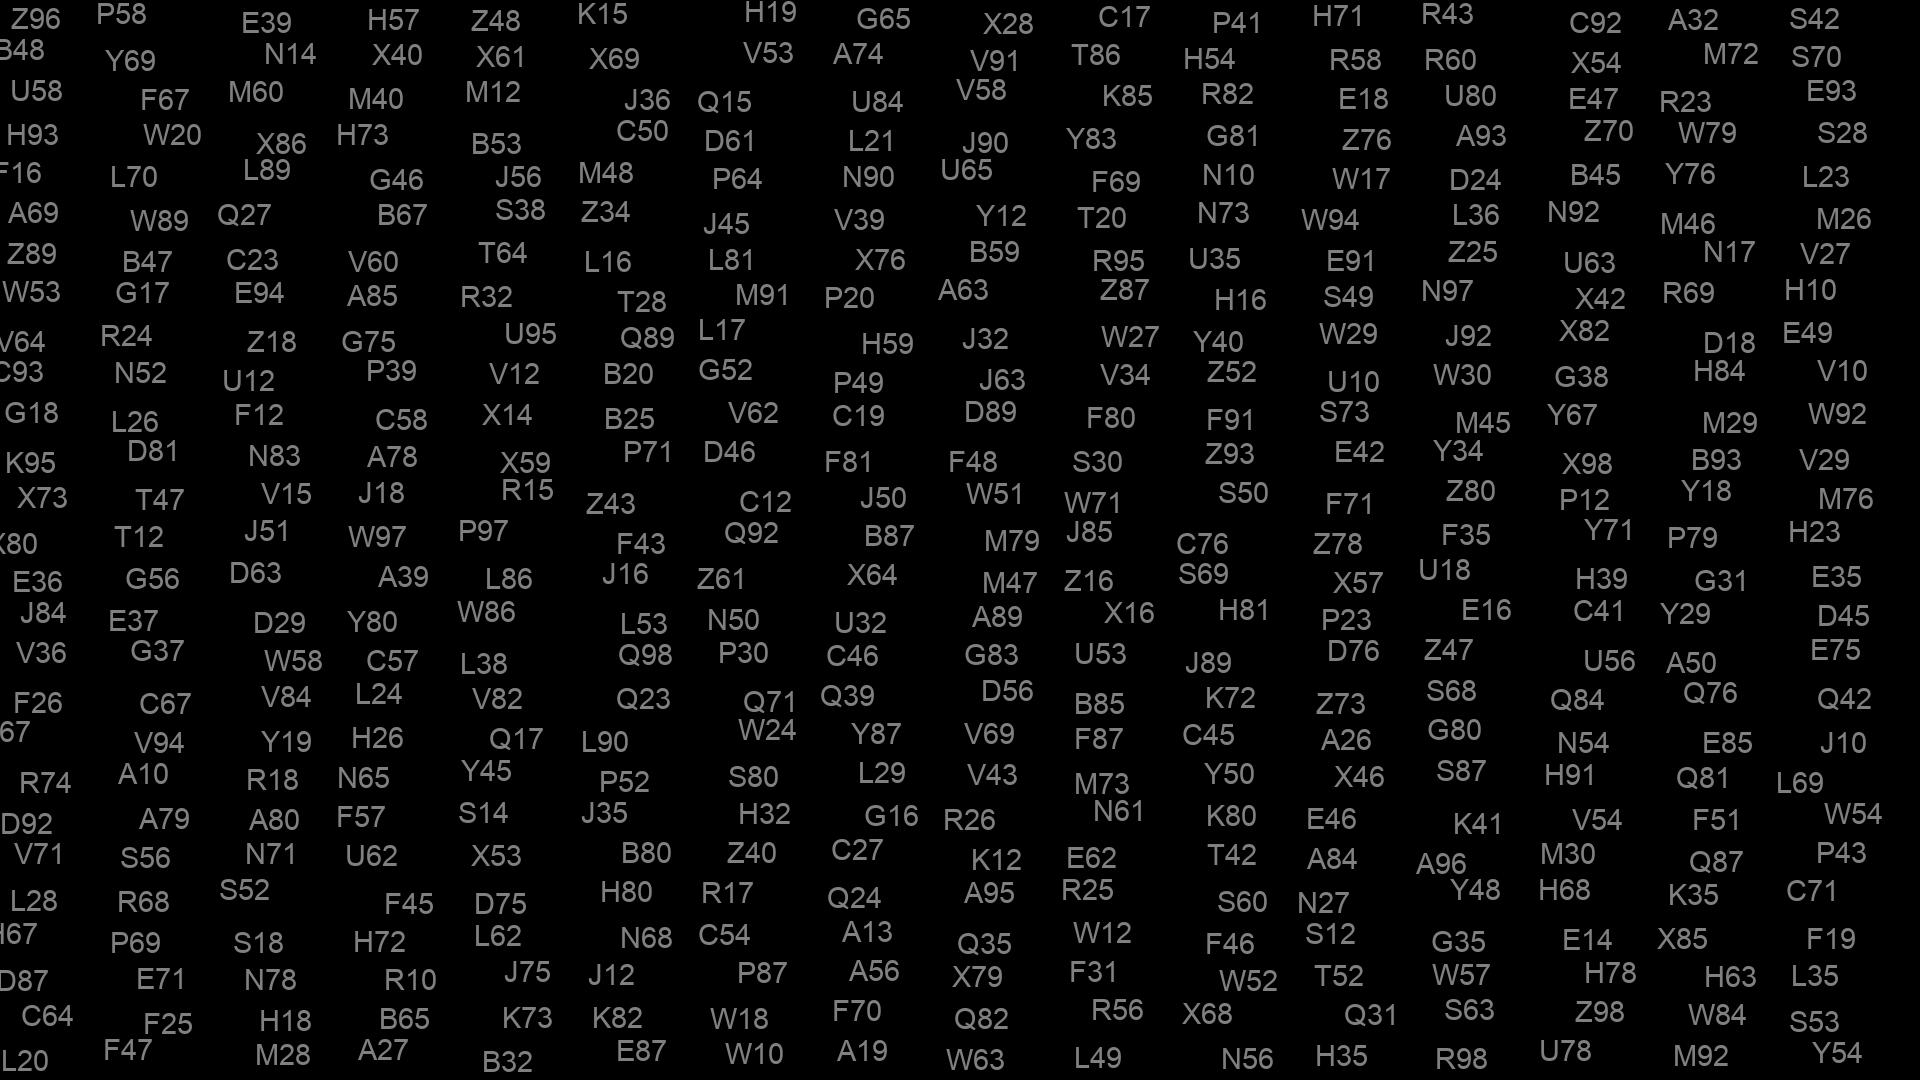 Z96 P58 E39 H57 Z48 K15 H19 G65 X28 C17 P41 H71 R43 C92 A32 S42
B48 Y69 N14 X40 X61 X69 V53 A74 V91 T86 H54 R58 R60 X54 M72 S70
U58 F67 M60 M40 M12 J36 Q15 U84 V58 K85 R82 E18 U80 E47 R23 E93
H93 W20 X86 H73 B53 C50 D61 L21 J90 Y83 G81 Z76 A93 Z70 W79 S28
F16 L70 L89 G46 J56 M48 P64 N90 U65 F69 N10 W17 D24 B45 Y76 L23
A69 W89 Q27 B67 S38 Z34 J45 V39 Y12 T20 N73 W94 L36 N92 M46 M26
Z89 B47 C23 V60 T64 L16 L81 X76 B59 R95 U35 E91 Z25 U63 N17 V27
W53 G17 E94 A85 R32 T28 M91 P20 A63 Z87 H16 S49 N97 X42 R69 H10
V64 R24 Z18 G75 U95 Q89 L17 H59 J32 W27 Y40 W29 J92 X82 D18 E49
C93 N52 U12 P39 V12 B20 G52 P49 J63 V34 Z52 U10 W30 G38 H84 V10
G18 L26 F12 C58 X14 B25 V62 C19 D89 F80 F91 S73 M45 Y67 M29 W92
K95 D81 N83 A78 X59 P71 D46 F81 F48 S30 Z93 E42 Y34 X98 B93 V29
X73 T47 V15 J18 R15 Z43 C12 J50 W51 W71 S50 F71 Z80 P12 Y18 M76
X80 T12 J51 W97 P97 F43 Q92 B87 M79 J85 C76 Z78 F35 Y71 P79 H23
E36 G56 D63 A39 L86 J16 Z61 X64 M47 Z16 S69 X57 U18 H39 G31 E35
J84 E37 D29 Y80 W86 L53 N50 U32 A89 X16 H81 P23 E16 C41 Y29 D45
V36 G37 W58 C57 L38 Q98 P30 C46 G83 U53 J89 D76 Z47 U56 A50 E75
F26 C67 V84 L24 V82 Q23 Q71 Q39 D56 B85 K72 Z73 S68 Q84 Q76 Q42
67 V94 Y19 H26 Q17 L90 W24 Y87 V69 F87 C45 A26 G80 N54 E85 J10
R74 A10 R18 N65 Y45 P52 S80 L29 V43 M73 Y50 X46 S87 H91 Q81 L69
D92 A79 A80 F57 S14 J35 H32 G16 R26 N61 K80 E46 K41 V54 F51 W54
V71 S56 N71 U62 X53 B80 Z40 C27 K12 E62 T42 A84 A96 M30 Q87 P43
L28 R68 S52 F45 D75 H80 R17 Q24 A95 R25 S60 N27 Y48 H68 K35 C71
H67 P69 S18 H72 L62 N68 C54 A13 Q35 W12 F46 S12 G35 E14 X85 F19
D87 E71 N78 R10 J75 J12 P87 A56 X79 F31 W52 T52 W57 H78 H63 L35
C64 F25 H18 B65 K73 K82 W18 F70 Q82 R56 X68 Q31 S63 Z98 W84 S53
L20 F47 M28 A27 B32 E87 W10 A19 W63 L49 N56 H35 R98 U78 M92 Y54